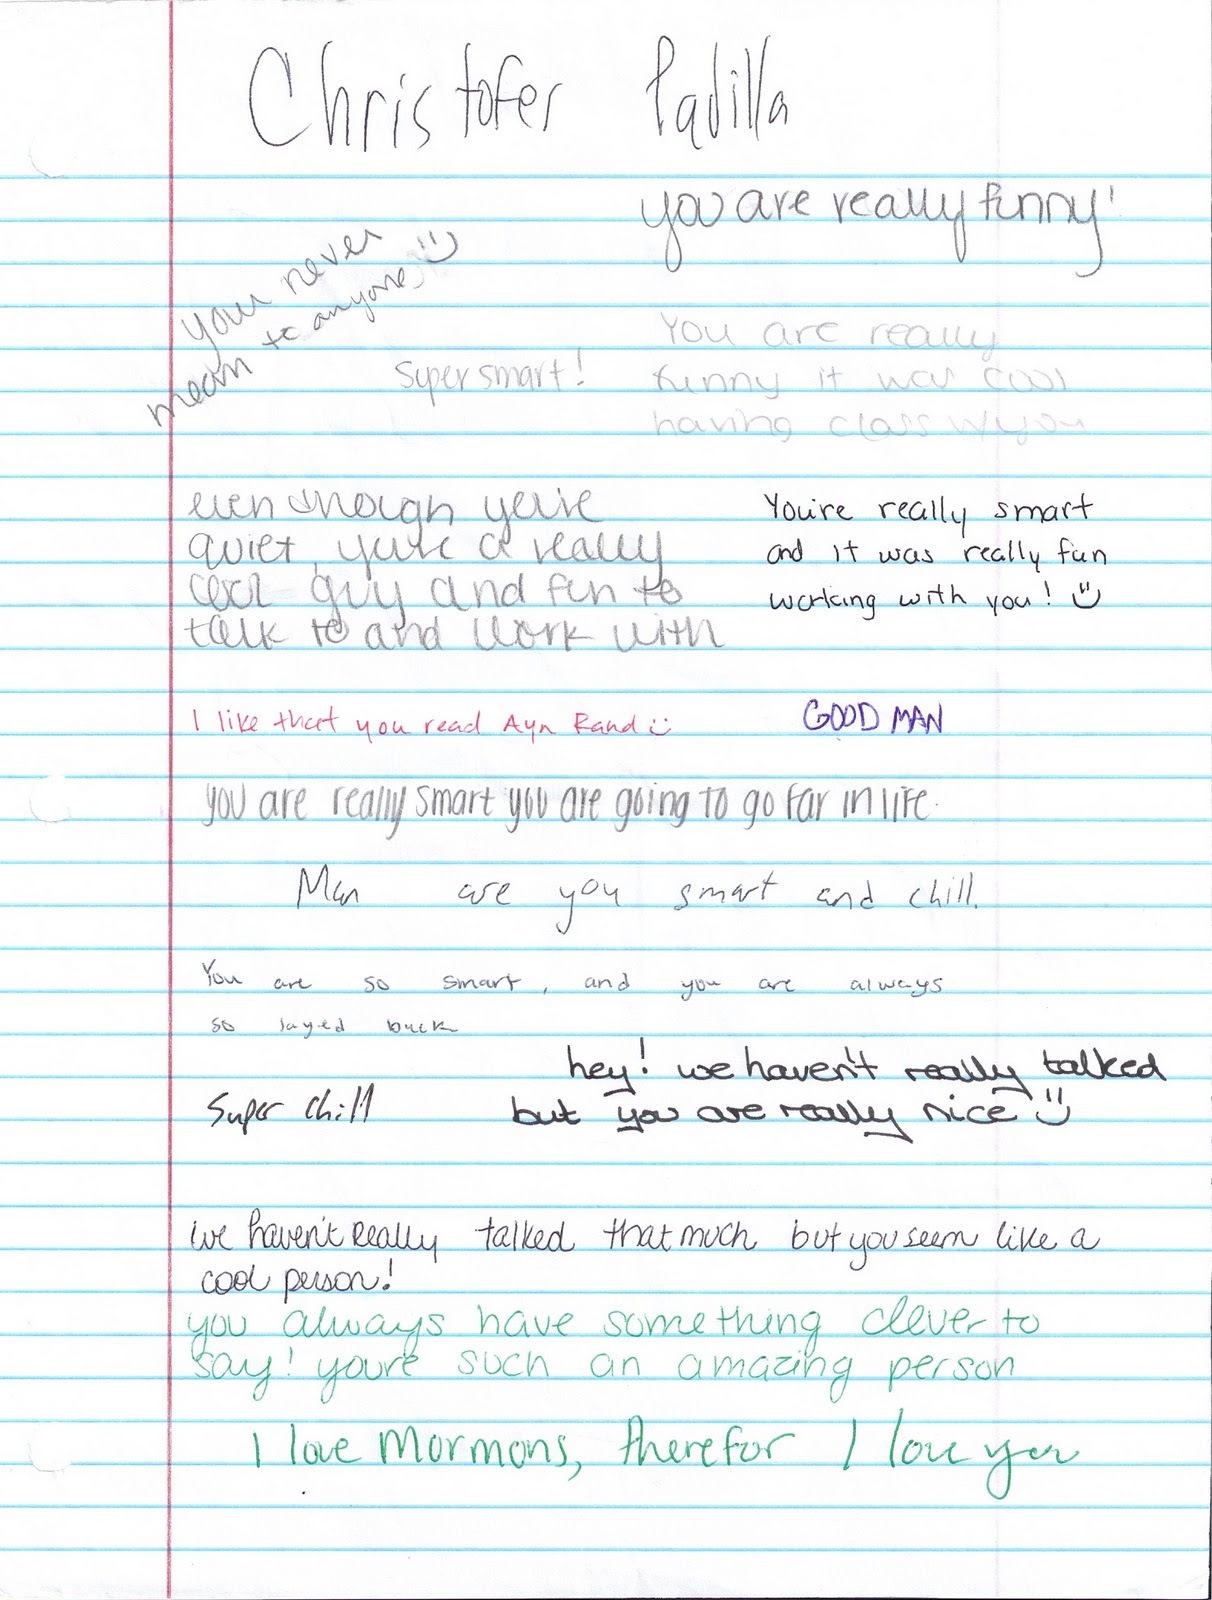 Christofer Padilla
you are really funny!
your never
mean to anyone :)
Super smart!
You are really
funny it was cool
having class w/you
even though you're
quiet, you're a really
cool guy and fun to
talk to and work with
You're really smart
and it was really fun
working with you! :)
I like that you read Ayn Rand :)
GOOD MAN
you are really smart you are going to go far in life.
Man are you smart and chill.
You are so smart, and you are always
so layed back
hey! we haven't really talked
but you are really nice :)
Super chill
We haven't really talked that much but you seem like a
cool person!
you always have something clever to
say! you're such an amazing person
I love Mormons, therefor I love you